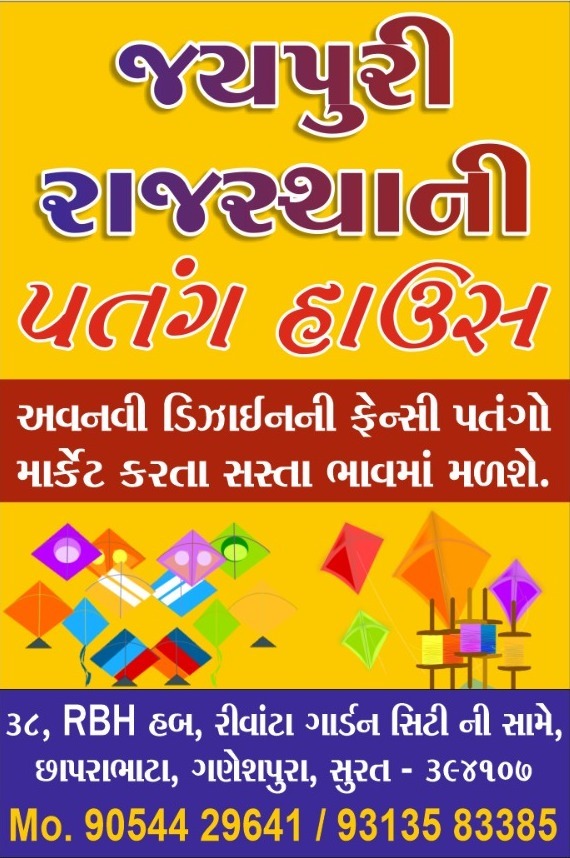 જયપુરી
રાજસ્થાની
પતંગ હાઉસ
અવનવી ડિઝાઈનની ફેન્સી પતંગો
માર્કેટ કરતા સસ્તા ભાવમાં મળશે.
૩૮, RBH હબ, રીવાંટા ગાર્ડન સિટી ની સામે,
છાપરાભાટા, ગણેશપુરા, સુરત - ૩૯૪૧૦૭
Mo. 90544 29641 / 93135 83385